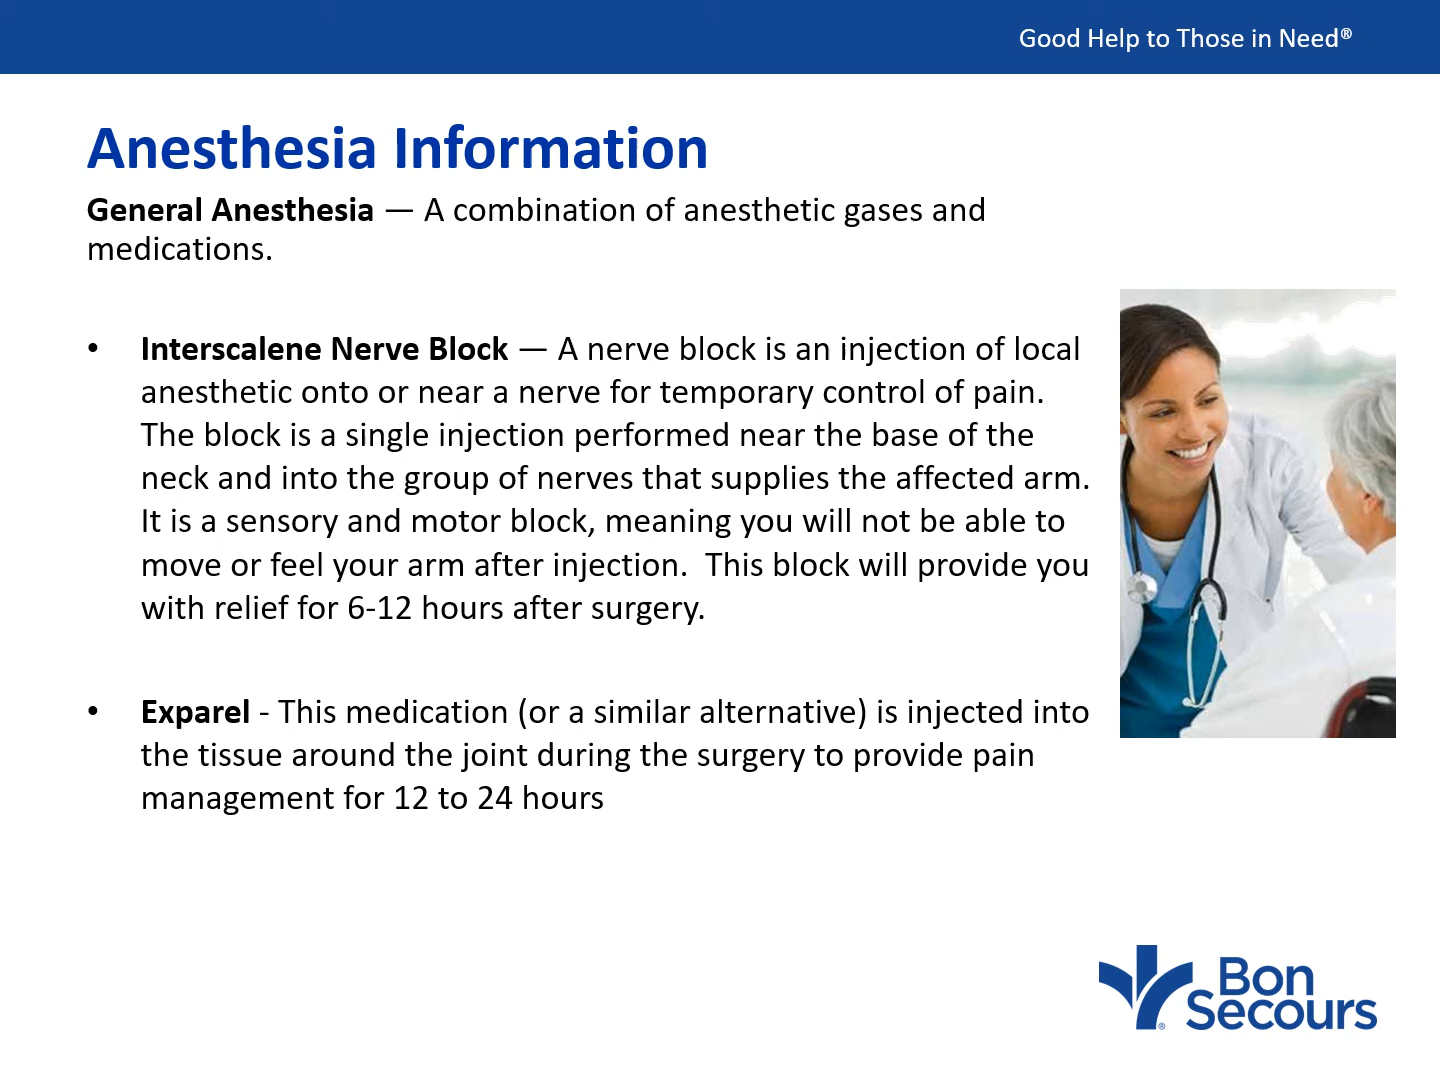 Good Help to Those in Need®
Anesthesia Information
General Anesthesia — A combination of anesthetic gases and
medications.
• Interscalene Nerve Block — A nerve block is an injection of local
anesthetic onto or near a nerve for temporary control of pain.
The block is a single injection performed near the base of the
neck and into the group of nerves that supplies the affected arm.
It is a sensory and motor block, meaning you will not be able to
move or feel your arm after injection.  This block will provide you
with relief for 6-12 hours after surgery.
• Exparel - This medication (or a similar alternative) is injected into
the tissue around the joint during the surgery to provide pain
management for 12 to 24 hours
Bon
Secours
®